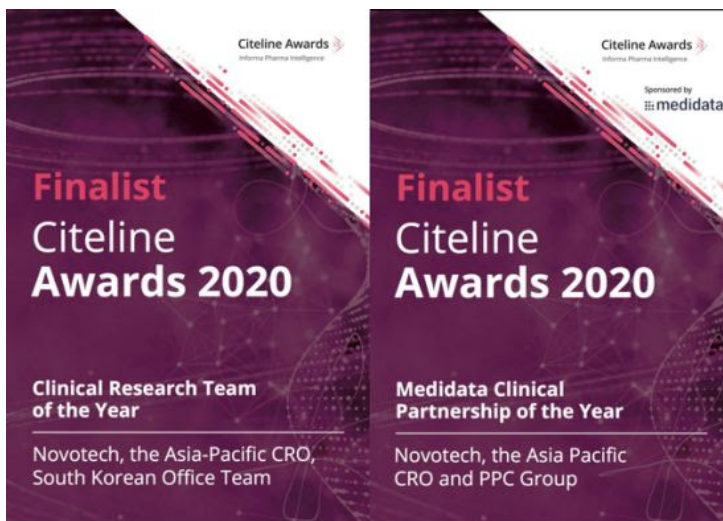 Citeline Awards
Informa Pharma Intelligence
Finalist
Citeline
Awards 2020
Clinical Research Team
of the Year
Novotech, the Asia-Pacific CRO,
South Korean Office Team
Citeline Awards
Informa Pharma Intelligence
Sponsored by
medidata
Finalist
Citeline
Awards 2020
Medidata Clinical
Partnership of the Year
Novotech, the Asia Pacific
CRO and PPC Group